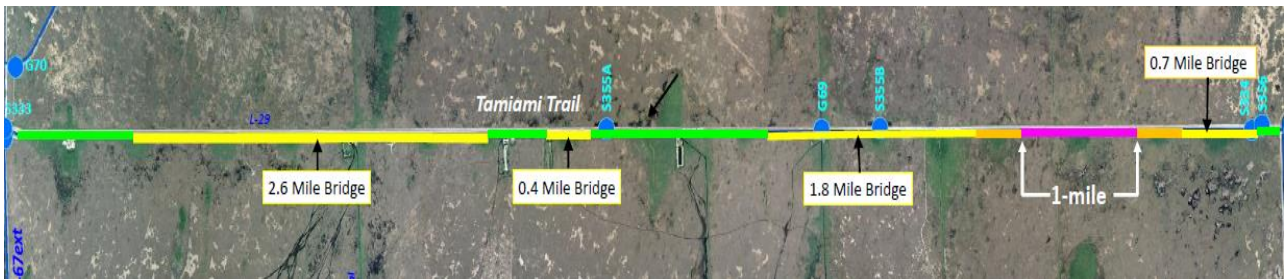 G70
S333
L-29
Tamiami Trail
S355A
G69
S355B
0.7 Mile Bridge
S356
2.6 Mile Bridge
0.4 Mile Bridge
1.8 Mile Bridge
1-mile
-67ext